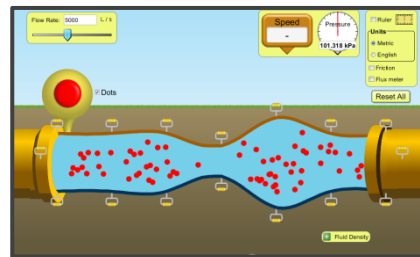 Flow Rate: 5000 L / s
Speed
-
Pressure
101.318 kPa
Ruler
Units
Metric
English
Friction
Flux meter
Reset All
Dots
Fluid Density